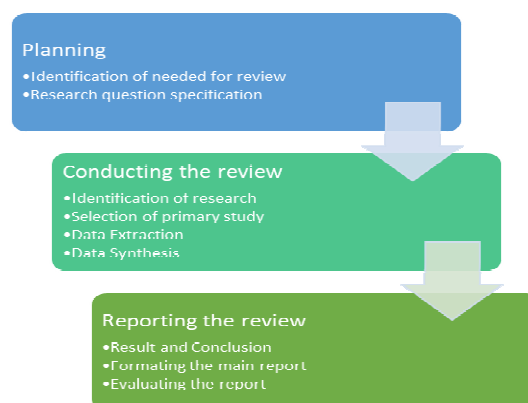 Planning
•Identification of needed for review
•Research question specification
Conducting the review
•Identification of research
•Selection of primary study
•Data Extraction
•Data Synthesis
Reporting the review
•Result and Conclusion
•Formating the main report
•Evaluating the report